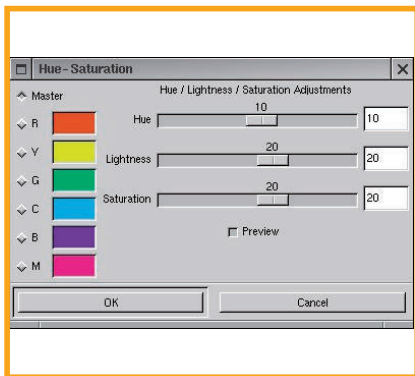 Hue-Saturation
Hue / Lightness / Saturation Adjustments
Master
R
Y
G
C
B
M
10
Hue
10
20
Lightness
20
20
Saturation
20
Preview
OK
Cancel